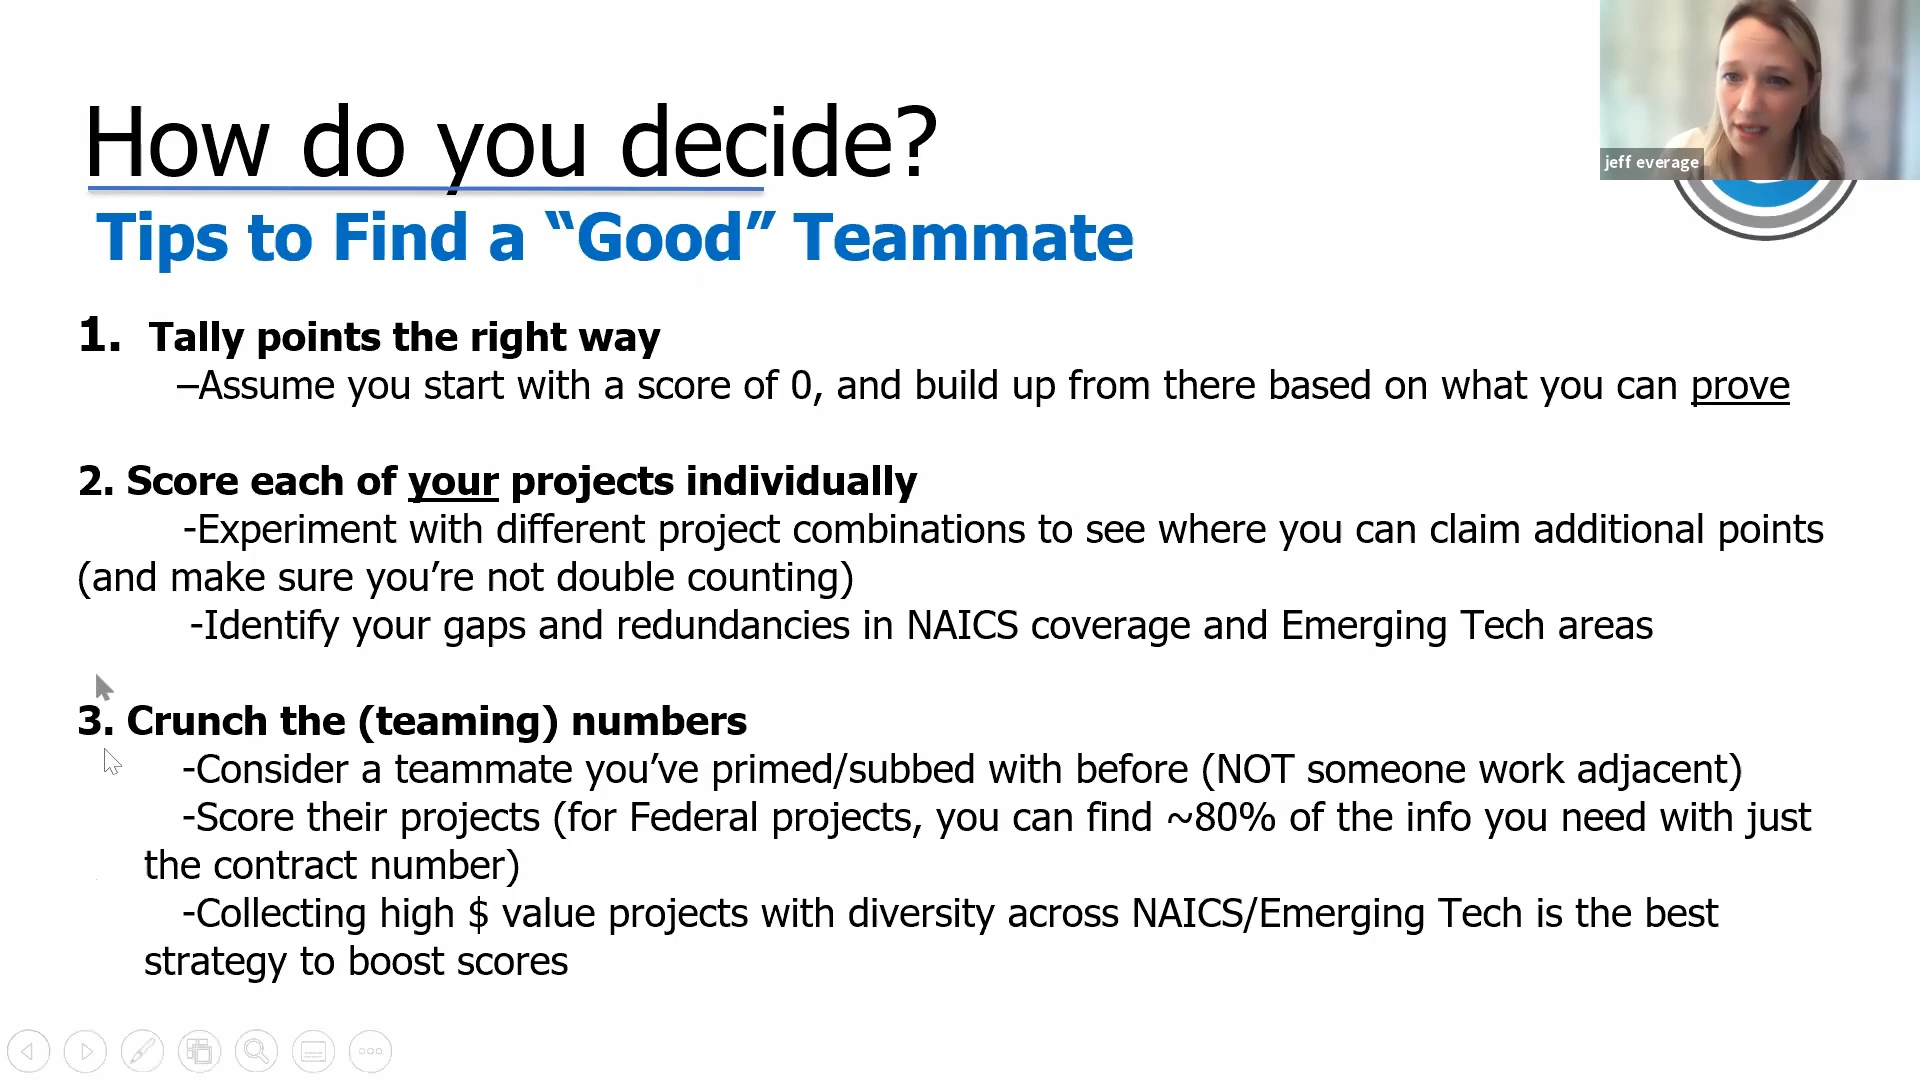 How do you decide?
Tips to Find a “Good” Teammate
jeff everage
1. Tally points the right way
–Assume you start with a score of 0, and build up from there based on what you can prove
2. Score each of your projects individually
-Experiment with different project combinations to see where you can claim additional points
(and make sure you’re not double counting)
-Identify your gaps and redundancies in NAICS coverage and Emerging Tech areas
3. Crunch the (teaming) numbers
-Consider a teammate you’ve primed/subbed with before (NOT someone work adjacent)
-Score their projects (for Federal projects, you can find ~80% of the info you need with just
the contract number)
-Collecting high $ value projects with diversity across NAICS/Emerging Tech is the best
strategy to boost scores